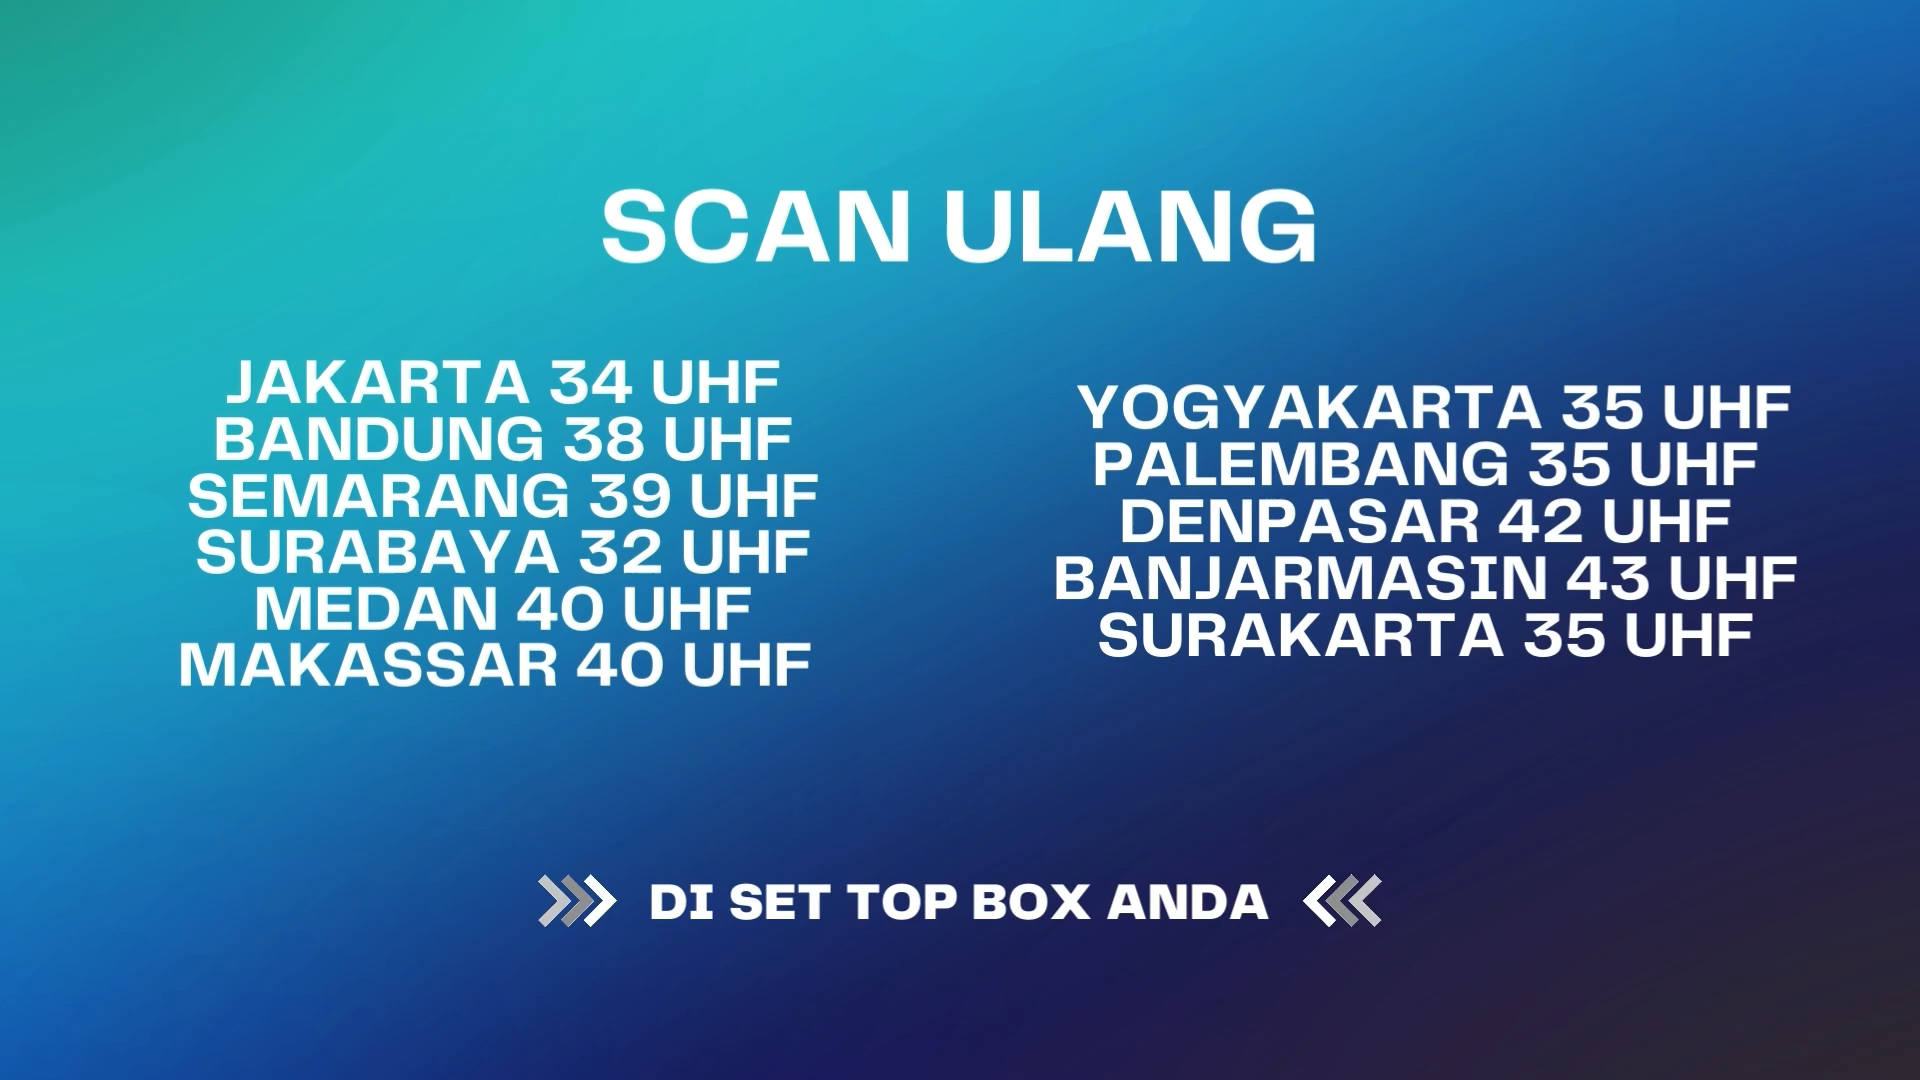 SCAN ULANG
JAKARTA 34 UHF
BANDUNG 38 UHF
SEMARANG 39 UHF
SURABAYA 32 UHF
MEDAN 40 UHF
MAKASSAR 40 UHF
YOGYAKARTA 35 UHF
PALEMBANG 35 UHF
DENPASAR 42 UHF
BANJARMASIN 43 UHF
SURAKARTA 35 UHF
DI SET TOP BOX ANDA